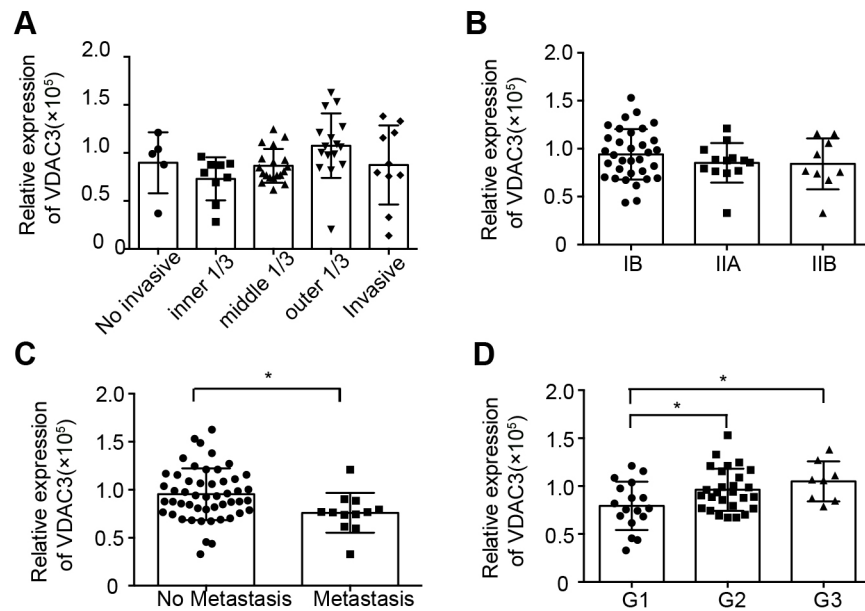 A
Relative expression
of VDAC3(×10⁵)
2.0
1.5
1.0
0.5
0
0
No invasive
inner 1/3
middle 1/3
outer 1/3
Invasive
B
Relative expression
of VDAC3(×10⁵)
2.0
1.5
1.0
0.5
0
IB
IIA
IIB
C
Relative expression
of VDAC3(×10⁵)
2.0
1.5
1.0
0.5
0
*
No Metastasis
Metastasis
D
Relative expression
of VDAC3(×10⁵)
2.0
1.5
1.0
0.5
0
*
*
G1
G2
G3